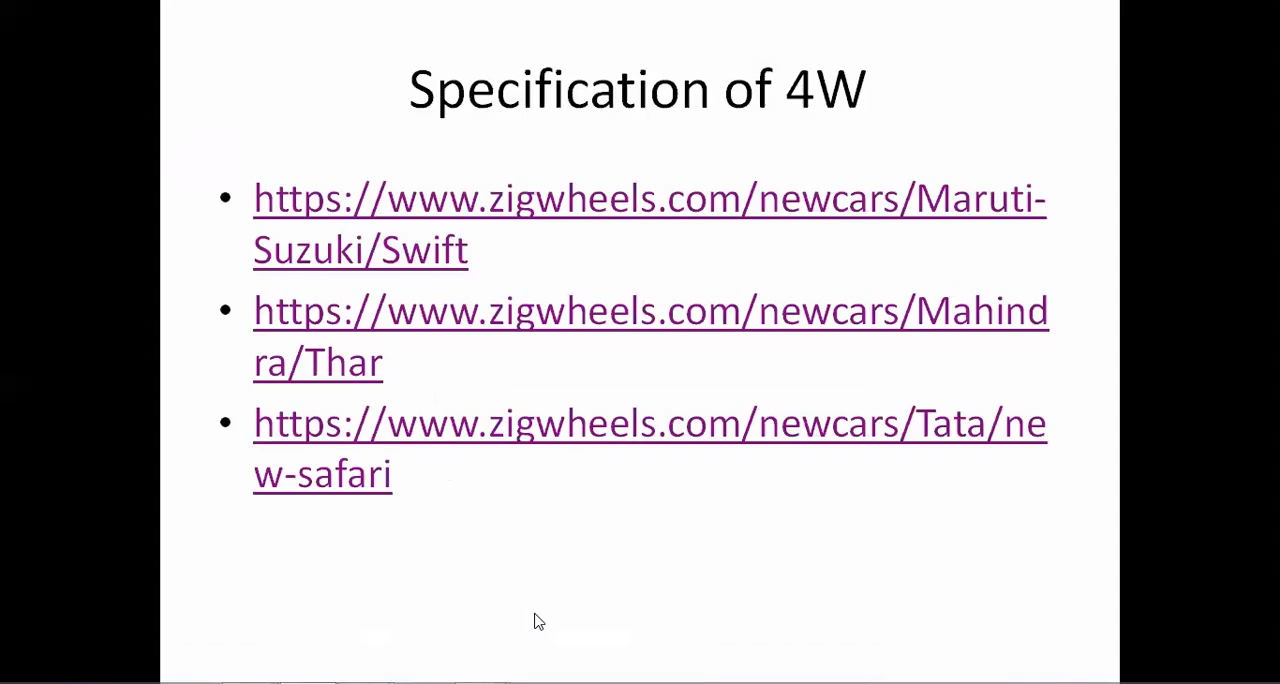 Specification of 4W
• https://www.zigwheels.com/newcars/Maruti-
Suzuki/Swift
• https://www.zigwheels.com/newcars/Mahind
ra/Thar
• https://www.zigwheels.com/newcars/Tata/ne
w-safari